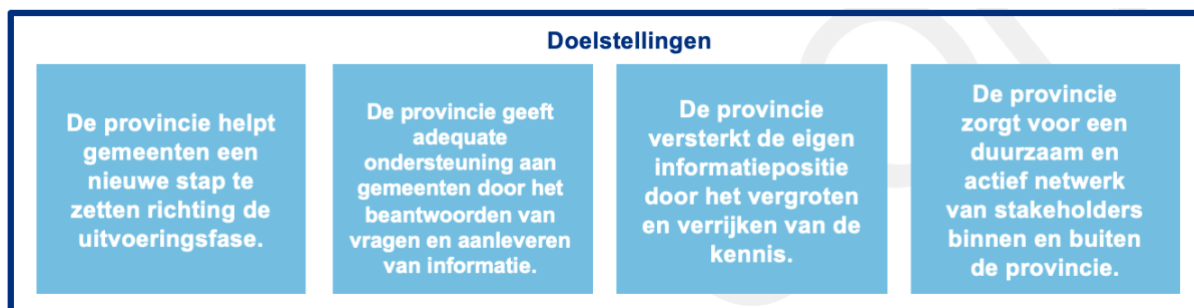 Doelstellingen
De provincie helpt
gemeenten een
nieuwe stap te
zetten richting de
uitvoeringsfase.
De provincie geeft
adequate
ondersteuning aan
gemeenten door het
beantwoorden van
vragen en aanleveren
van informatie.
De provincie
versterkt de eigen
informatiepositie
door het vergroten
en verrijken van de
kennis.
De provincie
zorgt voor een
duurzaam en
actief netwerk
van stakeholders
binnen en buiten
de provincie.